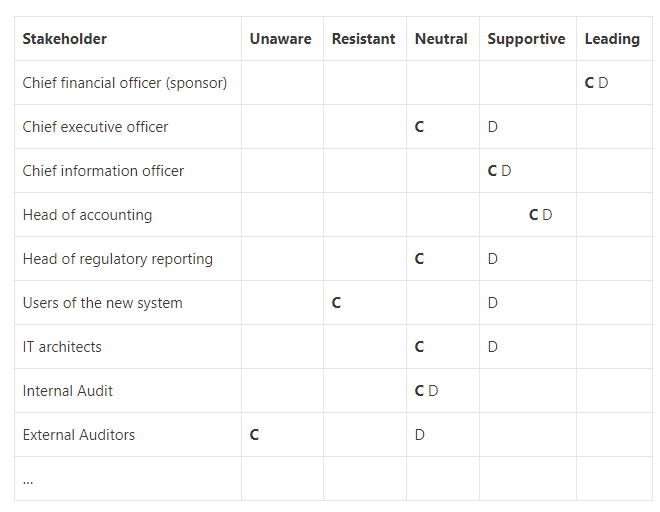 Stakeholder Unaware Resistant Neutral Supportive Leading
Chief financial officer (sponsor) C D
Chief executive officer C D
Chief information officer C D
Head of accounting C D
Head of regulatory reporting C D
Users of the new system C D
IT architects C D
Internal Audit C D
External Auditors C D
...